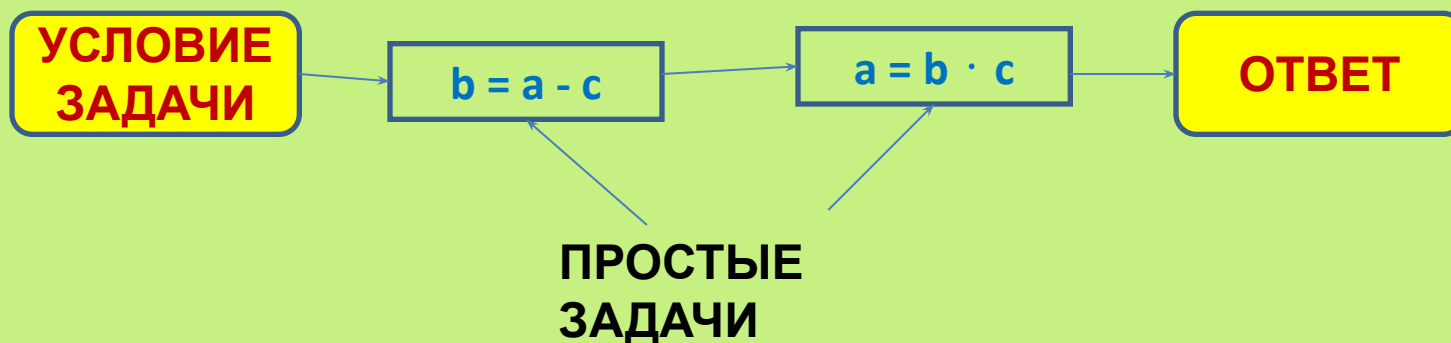 УСЛОВИЕ
ЗАДАЧИ
b = a - c
a = b · c
ОТВЕТ
ПРОСТЫЕ
ЗАДАЧИ